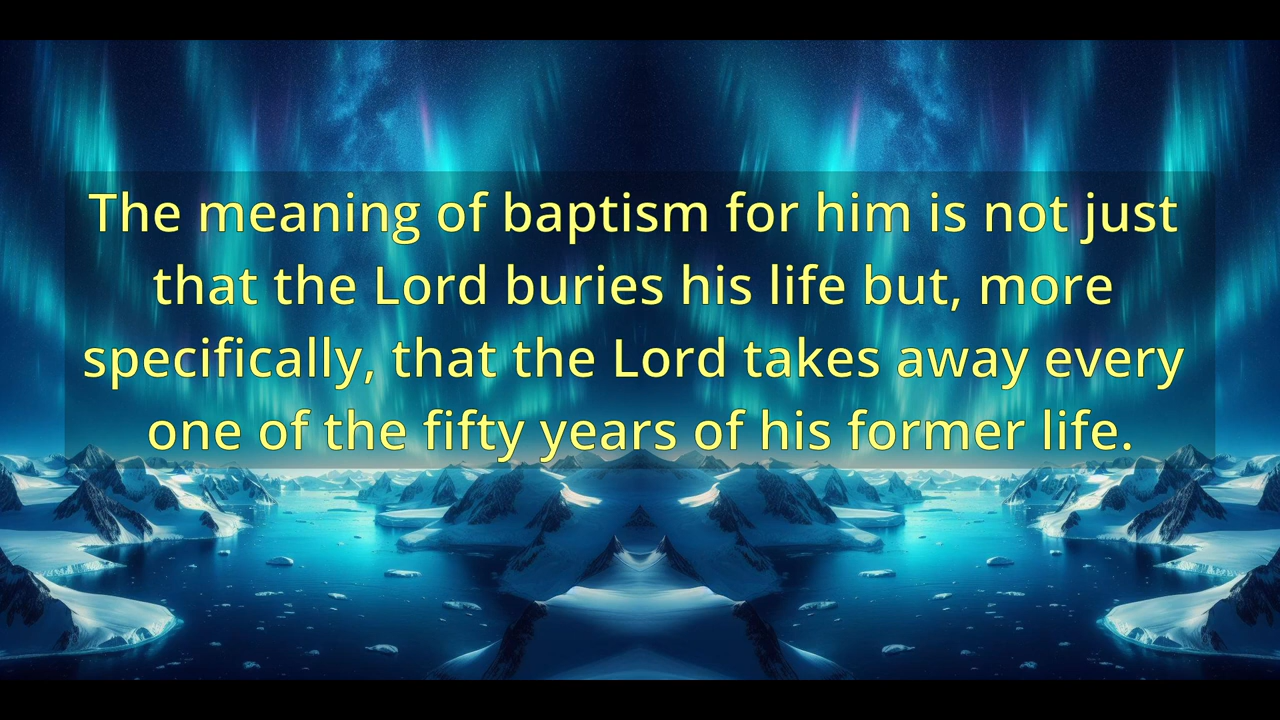 The meaning of baptism for him is not just
that the Lord buries his life but, more
specifically, that the Lord takes away every
one of the fifty years of his former life.